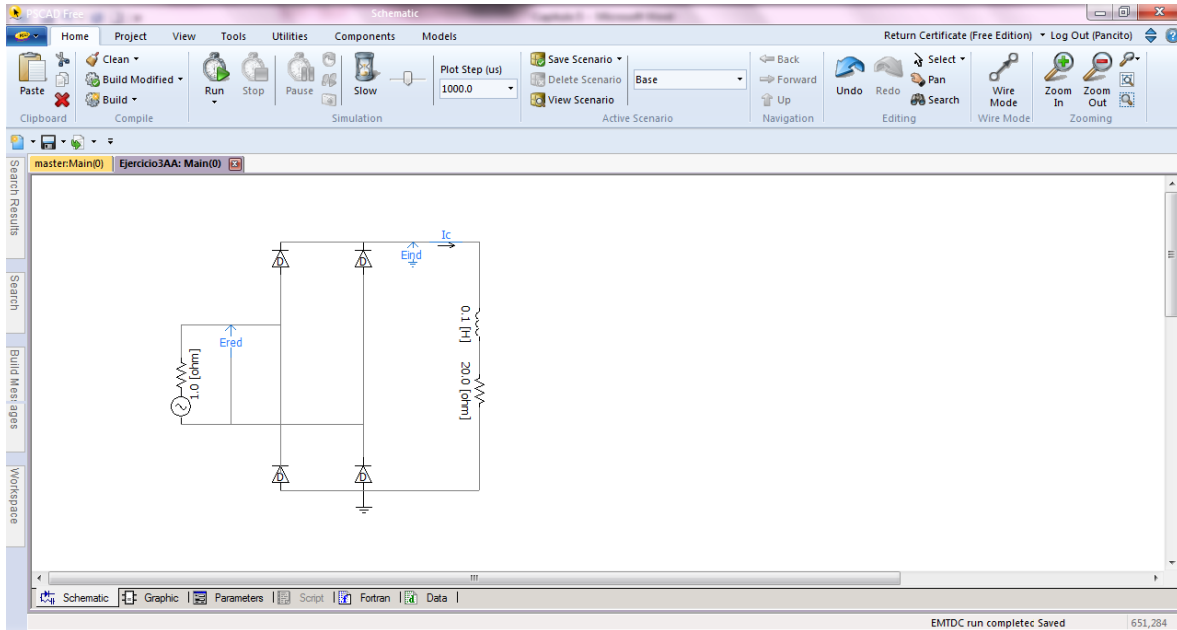 PSCAD Free
Schematic
Home Project View Tools Utilities Components Models
Return Certificate (Free Edition) Log Out (Pancito)
Paste
Clean
Build Modified
Build
Clipboard
Compile
Run
Stop
Pause
Slow
Plot Step (us)
1000.0
Simulation
Save Scenario
Delete Scenario
View Scenario
Base
Active Scenario
Back
Forward
Up
Navigation
Undo
Redo
Select
Pan
Search
Editing
Wire Mode
Wire Mode
Zoom In
Zoom Out
Zooming
master:Main(0)
Ejercicio3AA: Main(0)
Search Results
Search
Build Messages
Workspace
D
D
Eind
Ic
Ered
1.0 [ohm]
0.1 [H]
20.0 [ohm]
D
D
Schematic
Graphic
Parameters
Script
Fortran
Data
EMTDC run completec Saved
651,284